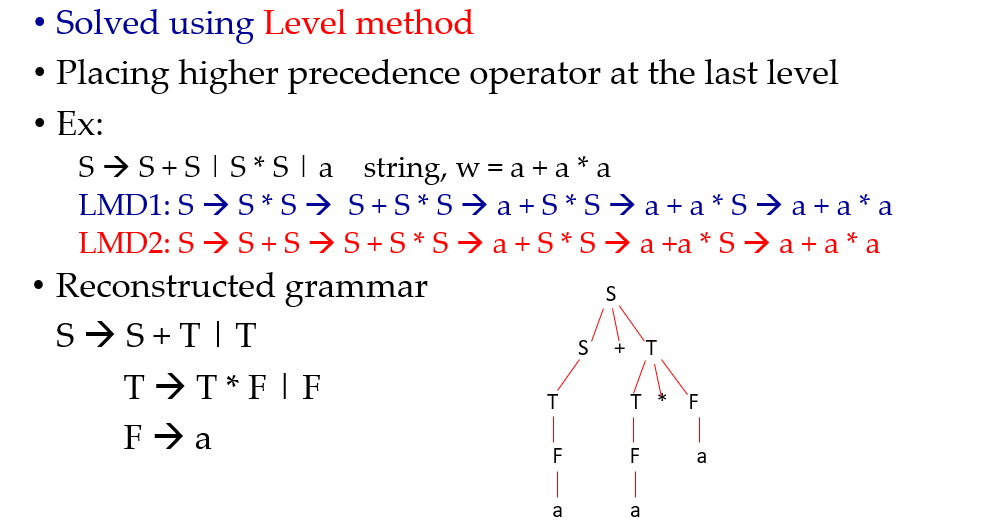 • Solved using Level method
• Placing higher precedence operator at the last level
• Ex:
S → S + S | S * S | a string, w = a + a * a
LMD1: S → S * S → S + S * S → a + S * S → a + a * S → a + a * a
LMD2: S → S + S → S + S * S → a + S * S → a +a * S → a + a * a
• Reconstructed grammar
S → S + T | T
T → T * F | F
F → a
S
S + T
T T * F
F F a
a a